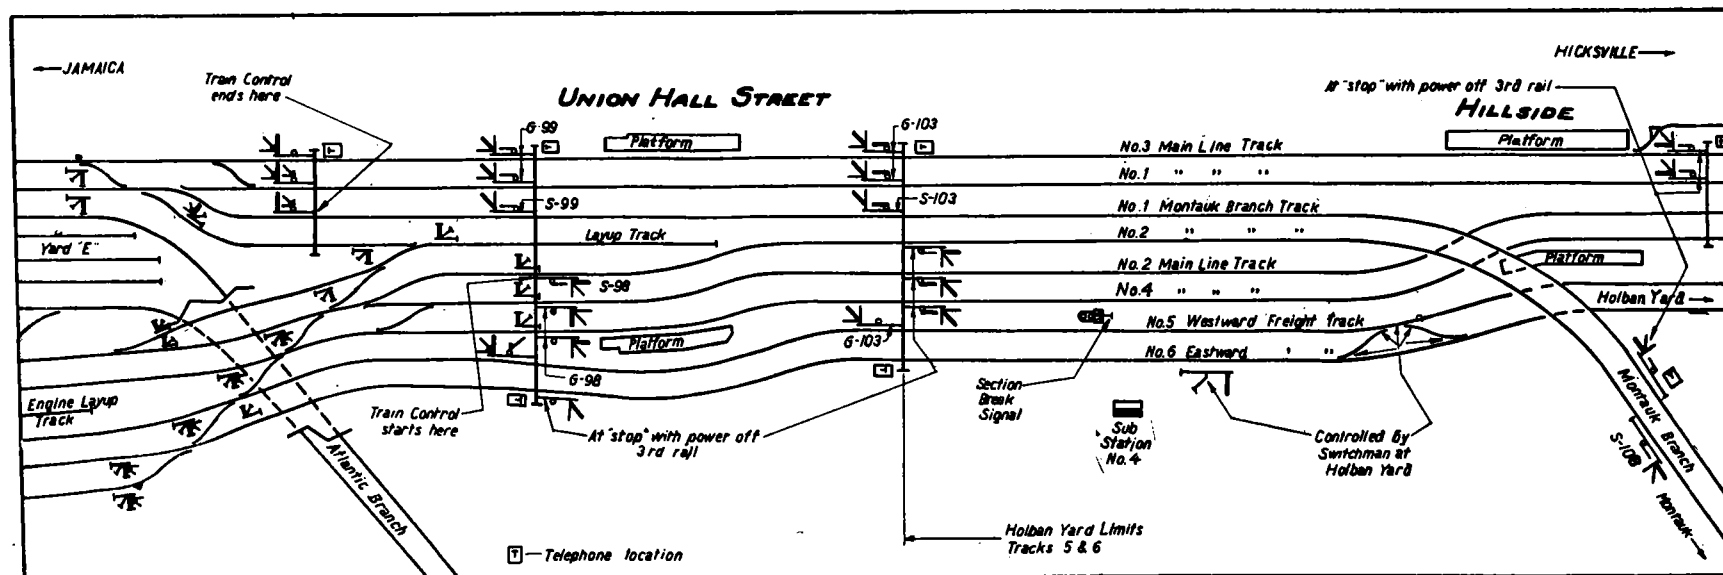 JAMAICA
HICKSVILLE
Train Control
ends here
UNION HALL STREET
At "stop" with power off 3rd rail
HILLSIDE
G-99
Platform
G-103
No.3 Main Line Track
Platform
No.1 " " "
S-99
S-103
No.1 Montauk Branch Track
Yard "E"
Layup Track
No.2 " " "
No.2 Main Line Track
Platform
S-98
No.4 " " "
Holban Yard
No.5 Westward Freight Track
Platform
G-103
No.6 Eastward " "
G-98
Engine Layup
Track
Train Control
starts here
At "stop" with power off
3rd rail
Section
Break
Signal
Sub
Station
No.4
Controlled by
Switchman at
Holban Yard
Montauk Branch
S-108
Montauk
Atlantic Branch
Holban Yard Limits
Tracks 5 & 6
T
Telephone location